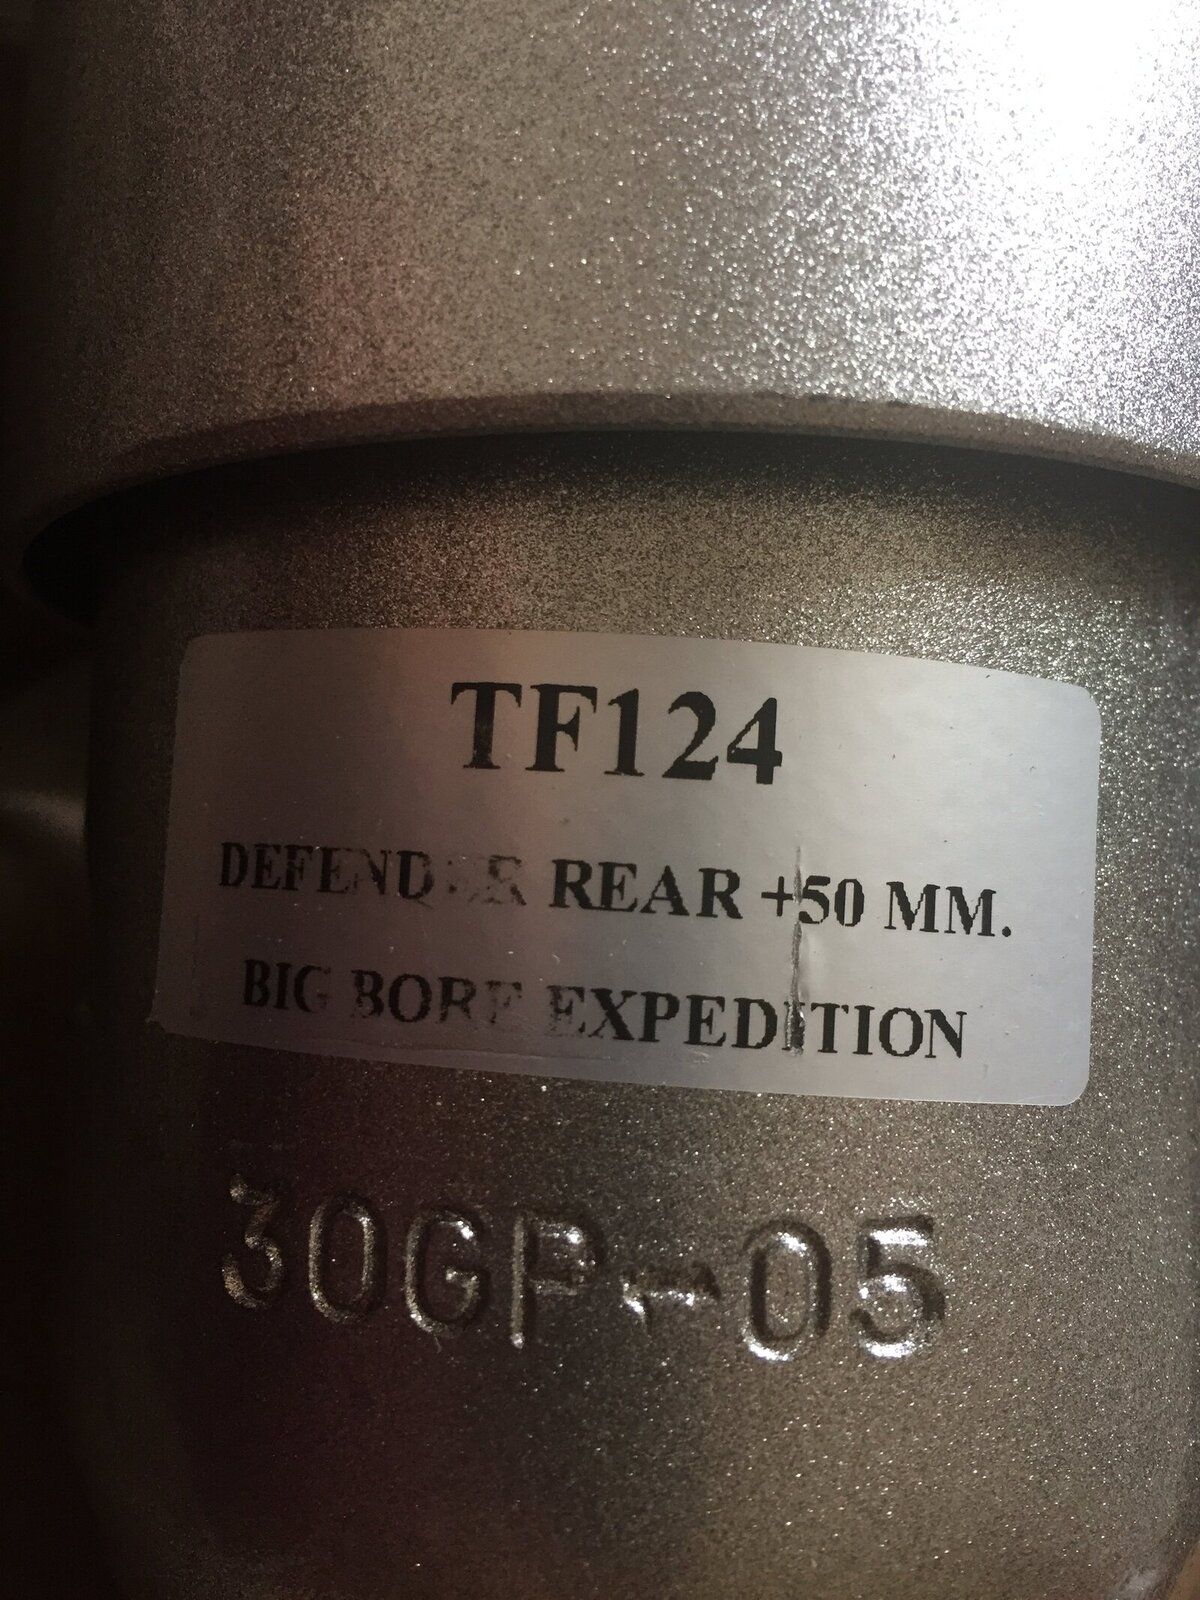 TF124
DEFENDER REAR +50 MM.
BIG BORE EXPEDITION
30GP-05